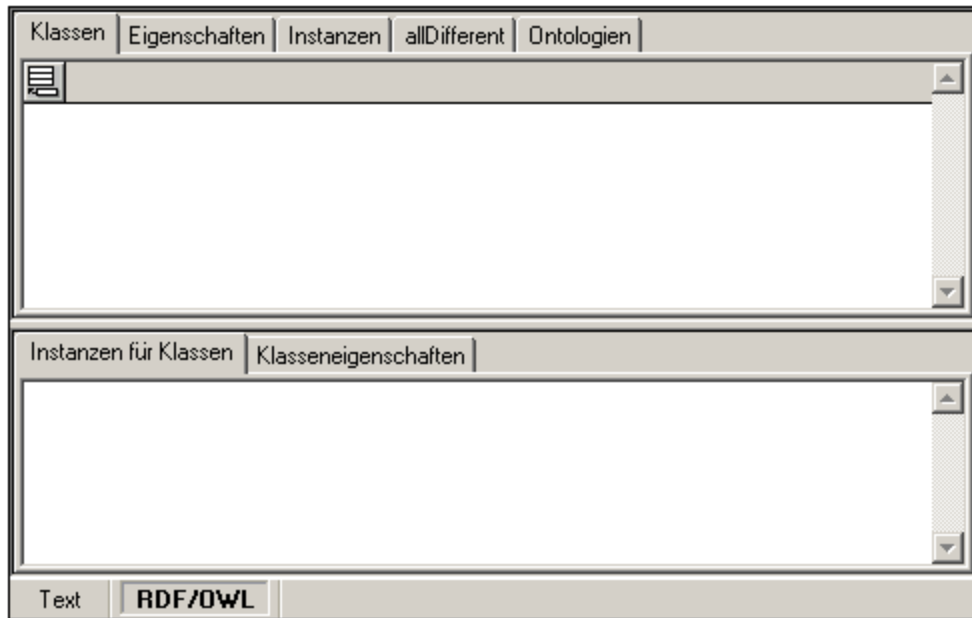 Klassen Eigenschaften Instanzen allDifferent Ontologien
Instanzen für Klassen Klasseneigenschaften
Text RDF/OWL